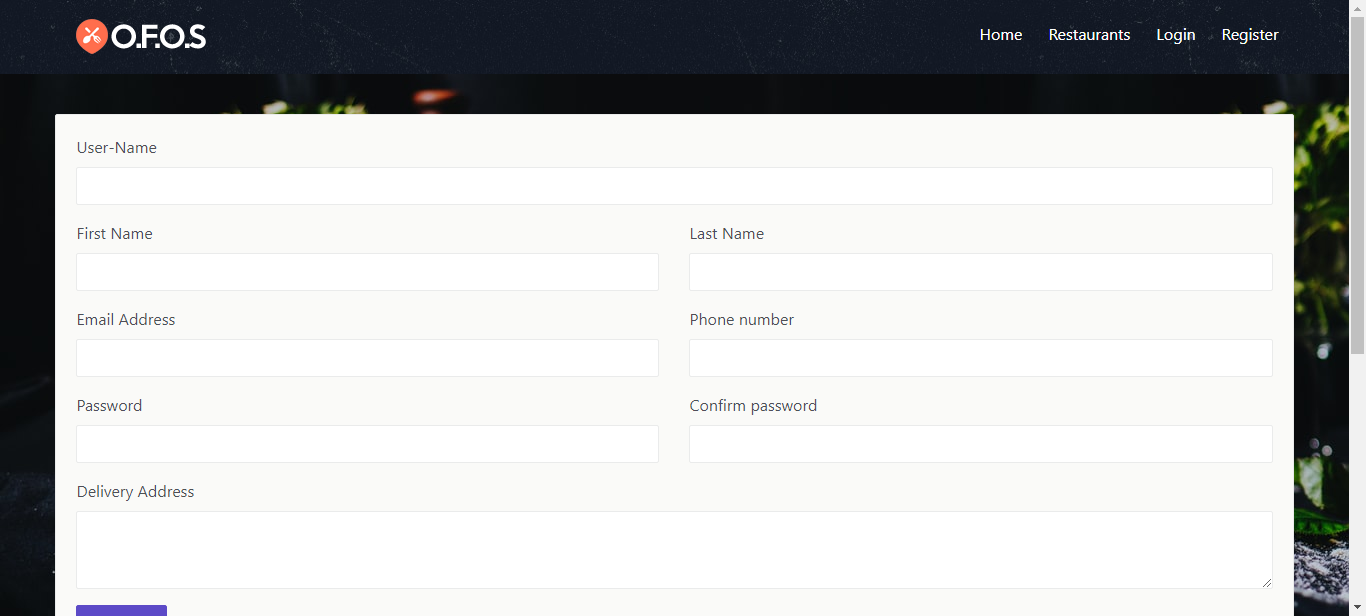 O.F.O.S
Home Restaurants Login Register
User-Name
First Name Last Name
Email Address Phone number
Password Confirm password
Delivery Address